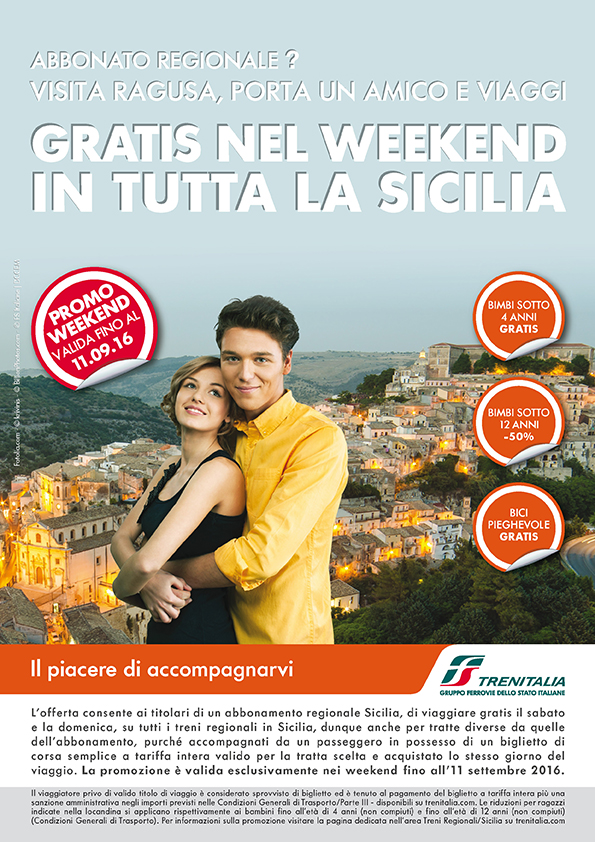 ABBONATO REGIONALE ?
VISITA RAGUSA, PORTA UN AMICO E VIAGGI
GRATIS NEL WEEKEND
IN TUTTA LA SICILIA
PROMO
WEEKEND
VALIDA FINO AL
11.09.16
BIMBI SOTTO
4 ANNI
GRATIS
BIMBI SOTTO
12 ANNI
-50%
BICI
PIEGHEVOLE
GRATIS
Fotolia.com
Il piacere di accompagnarvi
TRENITALIA
GRUPPO FERROVIE DELLO STATO ITALIANE
L'offerta consente ai titolari di un abbonamento regionale Sicilia, di viaggiare gratis il sabato
e la domenica, su tutti i treni regionali in Sicilia, dunque anche per tratte diverse da quelle
dell'abbonamento, purché accompagnati da un passeggero in possesso di un biglietto di
corsa semplice a tariffa intera valido per la tratta scelta e acquistato lo stesso giorno del
viaggio. La promozione è valida esclusivamente nei weekend fino all'11 settembre 2016.
Il viaggiatore privo di valido titolo di viaggio è considerato sprovvisto di biglietto ed è tenuto al pagamento del biglietto a tariffa intera più una
sanzione amministrativa negli importi previsti nelle Condizioni Generali di Trasporto/Parte III - disponibili su trenitalia.com. Le riduzioni per ragazzi
indicate nella locandina si applicano rispettivamente ai bambini fino all'età di 4 anni (non compiuti) e fino all'età di 12 anni (non compiuti)
(Condizioni Generali di Trasporto). Per informazioni sulla promozione visitare la pagina dedicata nell'area Treni Regionali/Sicilia su trenitalia.com.